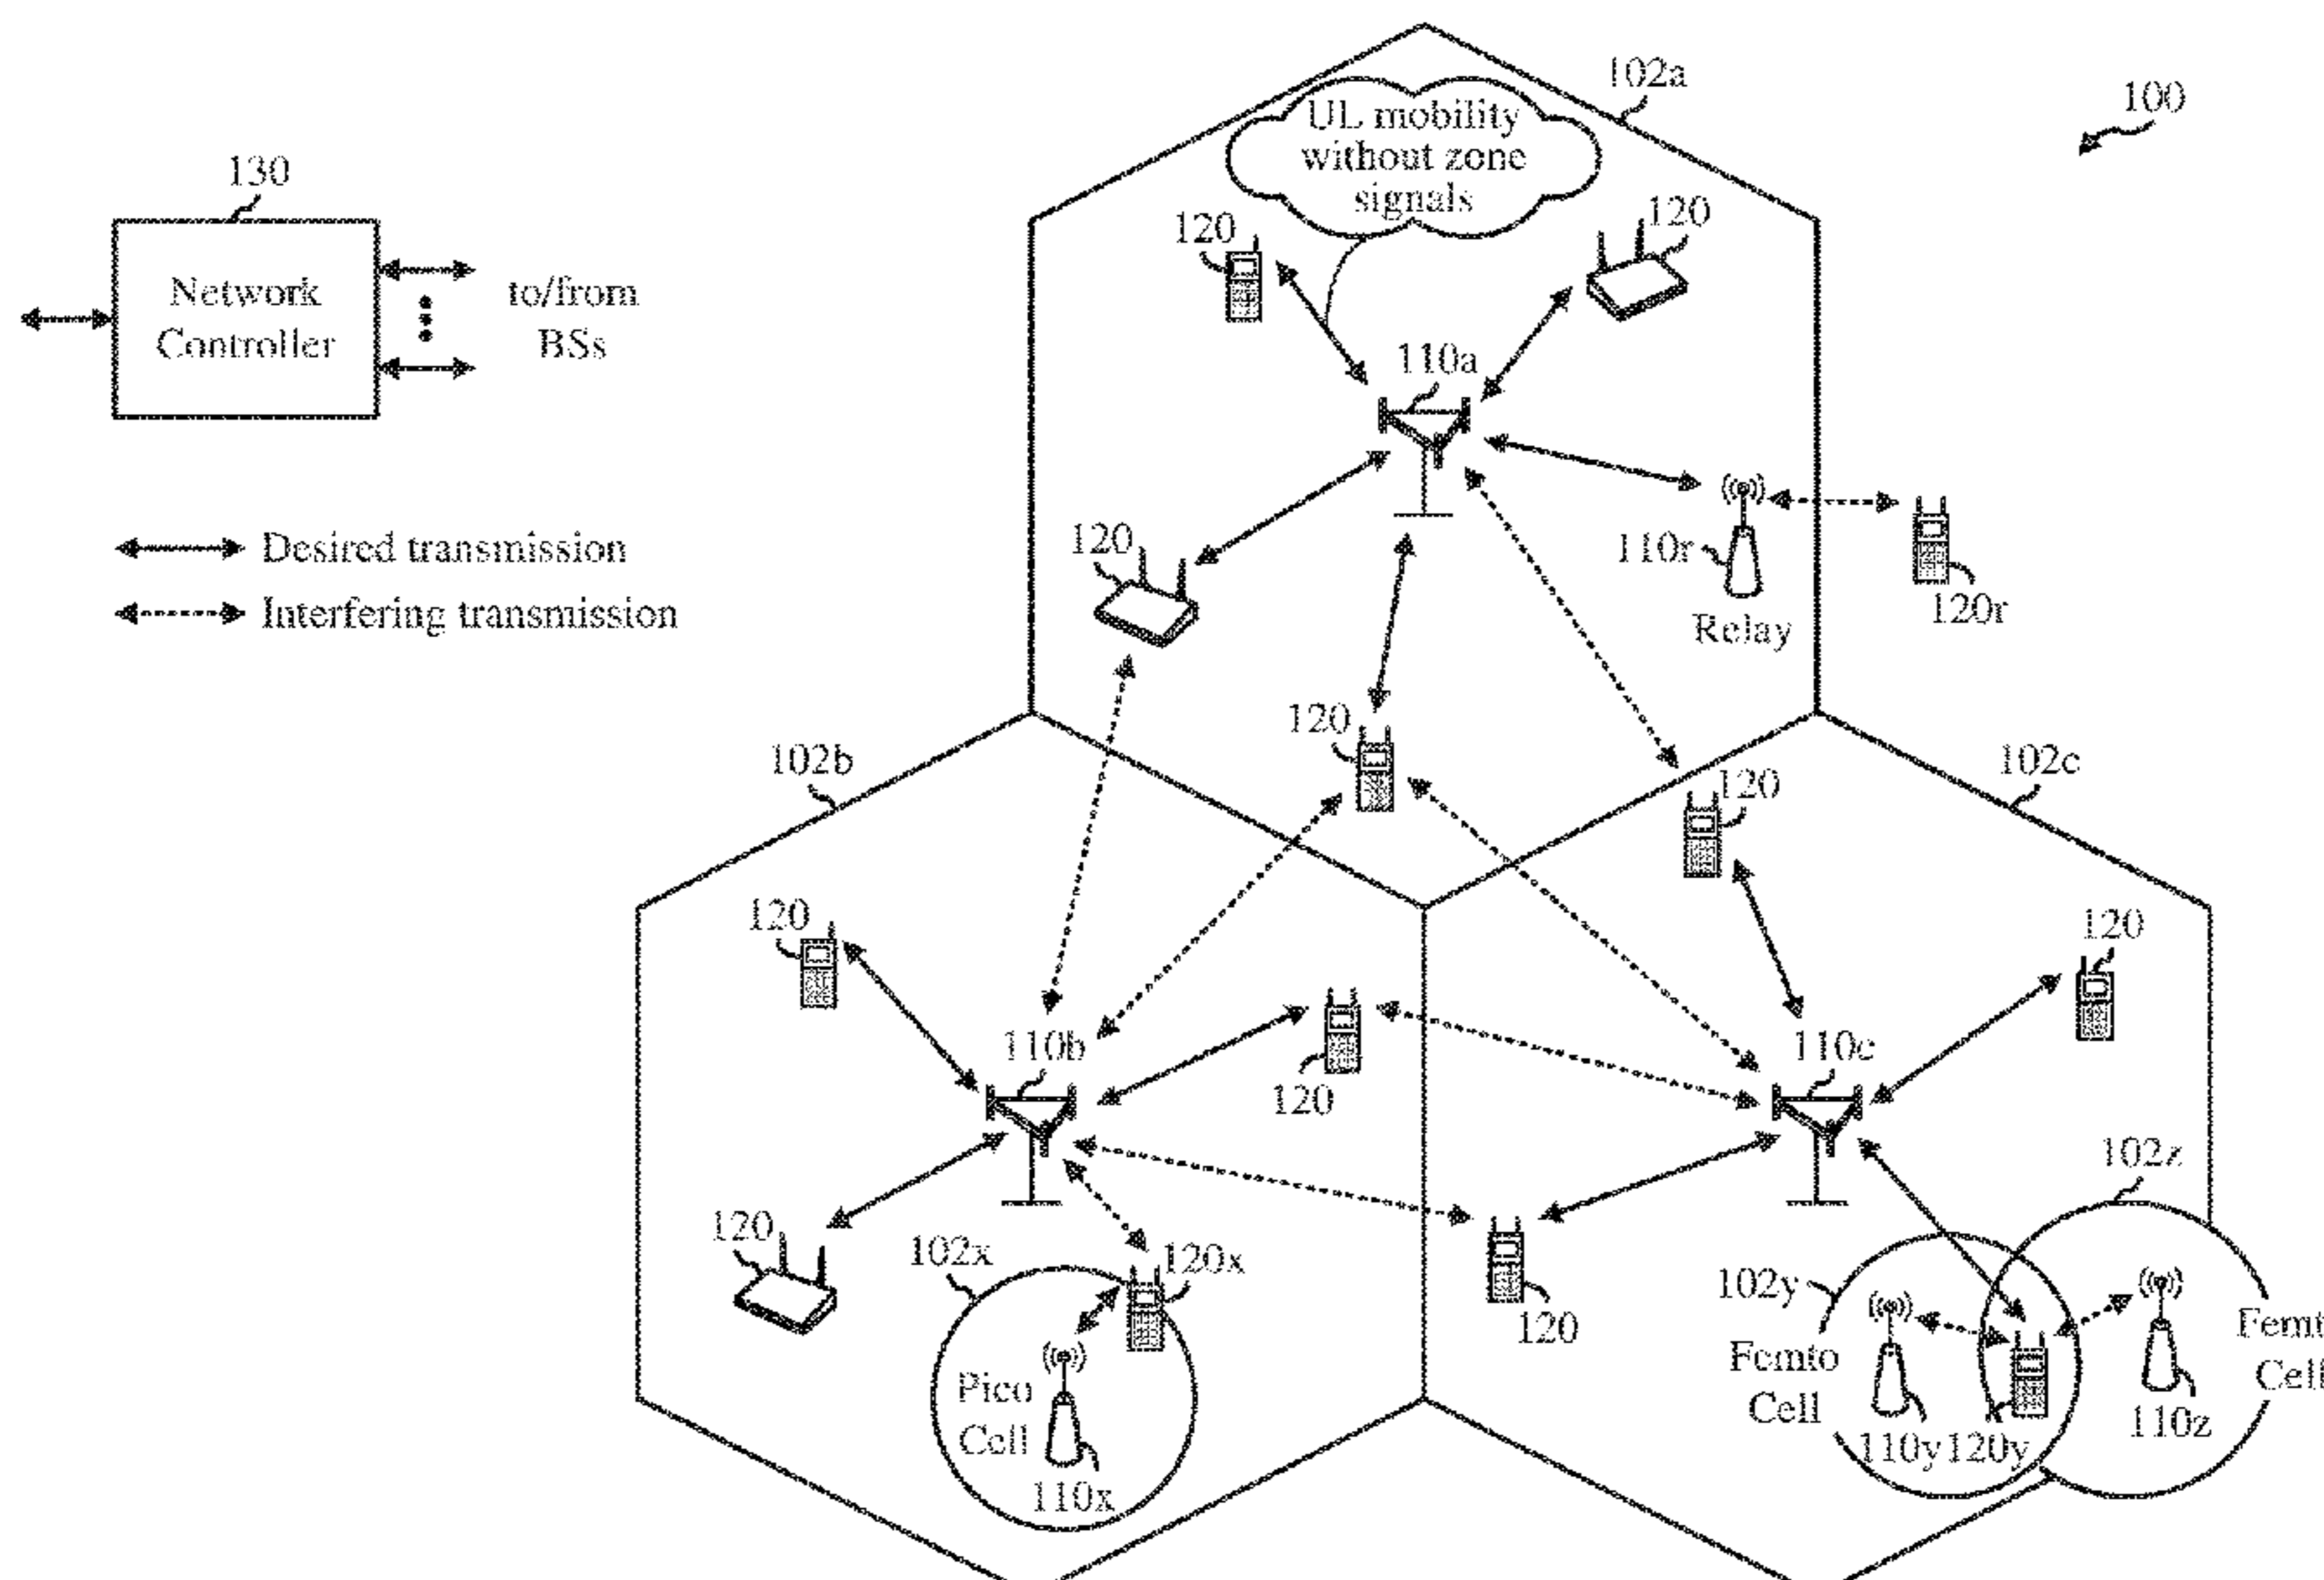 102a
100
UL mobility
without zone
signals
130
120
120
Network
Controller
to/from
BSs
110a
Desired transmission
Interfering transmission
120
110r
120r
Relay
120
102b
102c
120
120
120
110b
110c
120
102z
120
102x
120x
102y
120
Femto
Cell
Pico
Cell
110x
110y
120y
110z